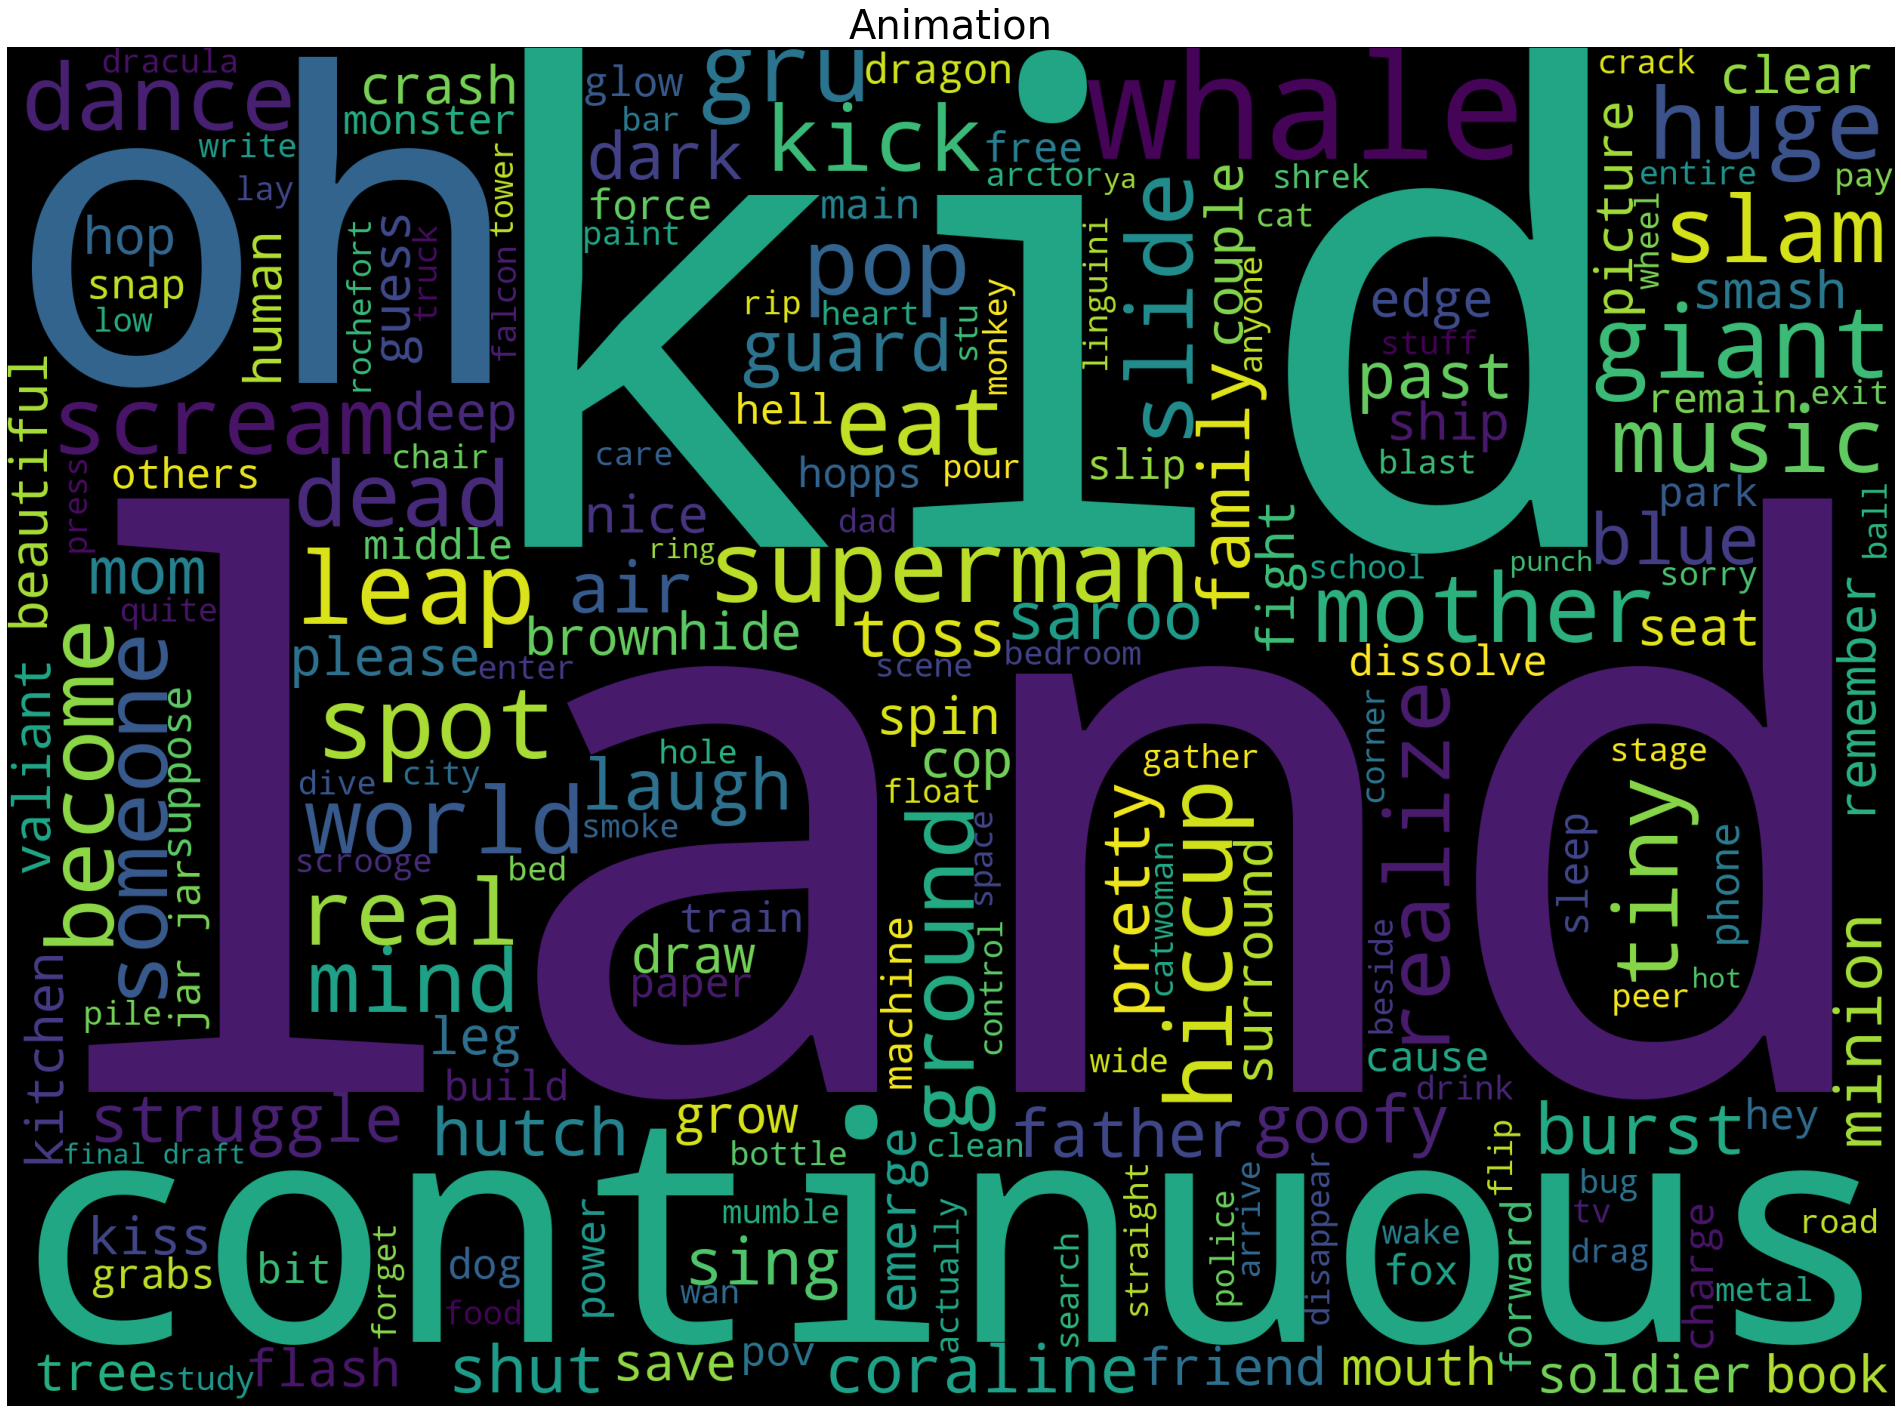 Animation
dracula
dance
crash
glow
gru
dragon
whale
crack
clear
oh
kid
monster
bar
kick
huge
write
dark
free
picture
entire
pay
lay
tower
arctor
ya
shrek
hop
force
main
slide
couple
cat
wheel
slam
snap
low
human
rochefort
guess
truck
falcon
paint
pop
linguini
anyone
edge
smash
rip
heart
stu
monkey
guard
stuff
giant
beautiful
scream
deep
hell
eat
family
past
ship
remain
exit
chair
care
hopps
pour
slip
blast
music
press
others
dead
nice
dad
fight
park
ball
middle
ring
superman
school
punch
blue
sorry
mom
leap
air
quite
brown
hide
toss
saroo
mother
seat
remember
become
someone
please
enter
scene
bedroom
dissolve
land
valiant
suppose
spot
spin
corner
realize
hole
cop
gather
stage
dive
city
laugh
float
world
smoke
ground
space
pretty
hiccup
surround
sleep
tiny
phone
scrooge
bed
catwoman
real
train
jar jar
draw
machine
control
beside
minion
kitchen
mind
paper
peer
hot
pile
leg
wide
cause
build
drink
struggle
hutch
grow
father
goofy
burst
hey
final draft
bottle
clean
emerge
flip
continuous
kiss
mumble
straight
police
arrive
disappear
bug
tv
road
grabs
bit
forget
dog
power
sing
actually
search
wake
fox
forward
drag
charge
food
wan
metal
tree
study
flash
shut
save
pov
coraline
friend
mouth
soldier
book